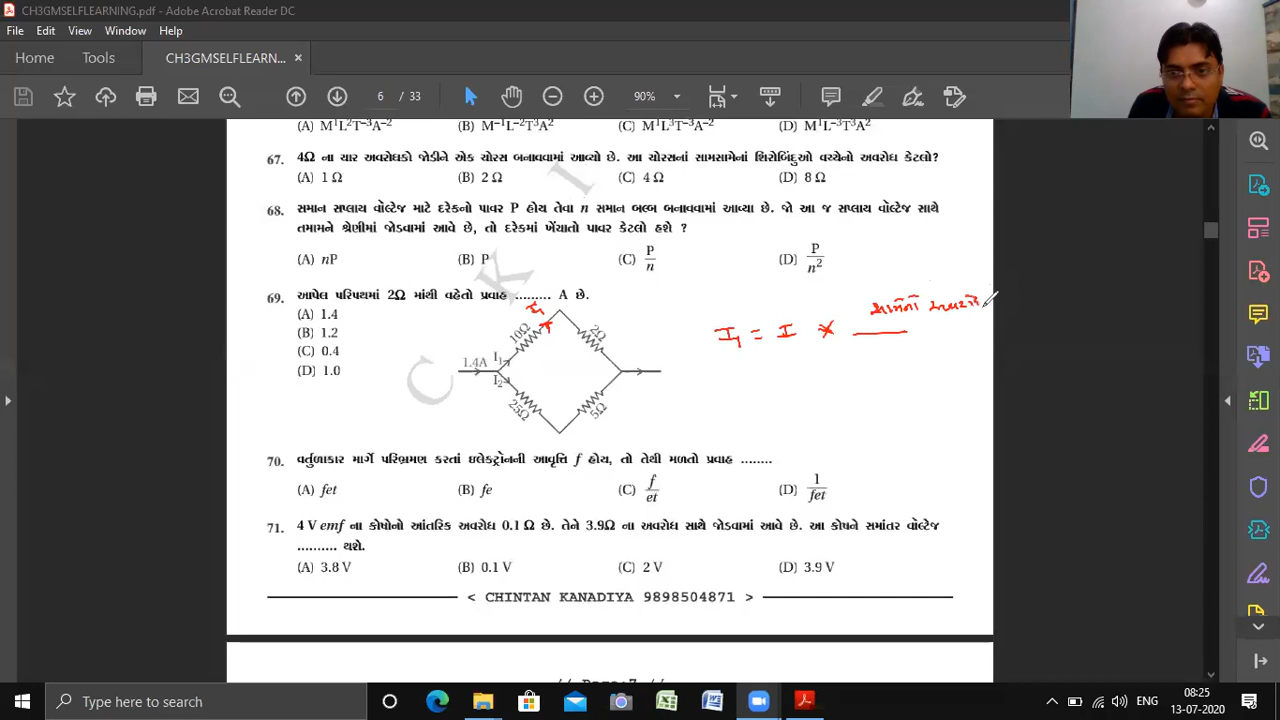 CH3GMSELFLEARNING.pdf - Adobe Acrobat Reader DC
File Edit View Window Help
Home Tools CH3GMSELFLEARN... ×
6 / 33 90%
(A) M¹L²T⁻³A⁻² (B) M⁻¹L⁻²T³A² (C) M¹L³T⁻³A⁻² (D) M¹L⁻³T³A²
67. 4Ω ના ચાર અવરોધકો જોડીને એક ચોરસ બનાવવામાં આવ્યો છે. આ ચોરસનાં સામસામેનાં શિરોબિંદુઓ વચ્ચેનો અવરોધ કેટલો?
(A) 1 Ω (B) 2 Ω (C) 4 Ω (D) 8 Ω
68. સમાન સપ્લાય વૉલ્ટેજ માટે દરેકનો પાવર P હોય તેવા n સમાન બલ્બ બનાવવામાં આવ્યા છે. જો આ જ સપ્લાય વૉલ્ટેજ સાથે
તમામને શ્રેણીમાં જોડવામાં આવે છે, તો દરેકમાં ખેંચાતો પાવર કેટલો હશે ?
(A) nP (B) P (C) P/n (D) P/n²
69. આપેલ પરિપથમાં 2Ω માંથી વહેતો પ્રવાહ ......... A છે.
(A) 1.4
(B) 1.2
(C) 0.4
(D) 1.0
I₁
10Ω 2Ω
1.4A I₁
I₂
25Ω 5Ω
સામેનો અવરોધ
I₁ = I *
C K I
70. વર્તુળાકાર માર્ગે પરિભ્રમણ કરતાં ઇલેક્ટ્રોનની આવૃત્તિ f હોય, તો તેથી મળતો પ્રવાહ ........
(A) fet (B) fe (C) f/et (D) 1/fet
71. 4 V emf ના કોષોનો આંતરિક અવરોધ 0.1 Ω છે. તેને 3.9Ω ના અવરોધ સાથે જોડવામાં આવે છે. આ કોષને સમાંતર વૉલ્ટેજ
.......... થશે.
(A) 3.8 V (B) 0.1 V (C) 2 V (D) 3.9 V
< CHINTAN KANADIYA 9898504871 >
Type here to search
ENG
08:25
13-07-2020